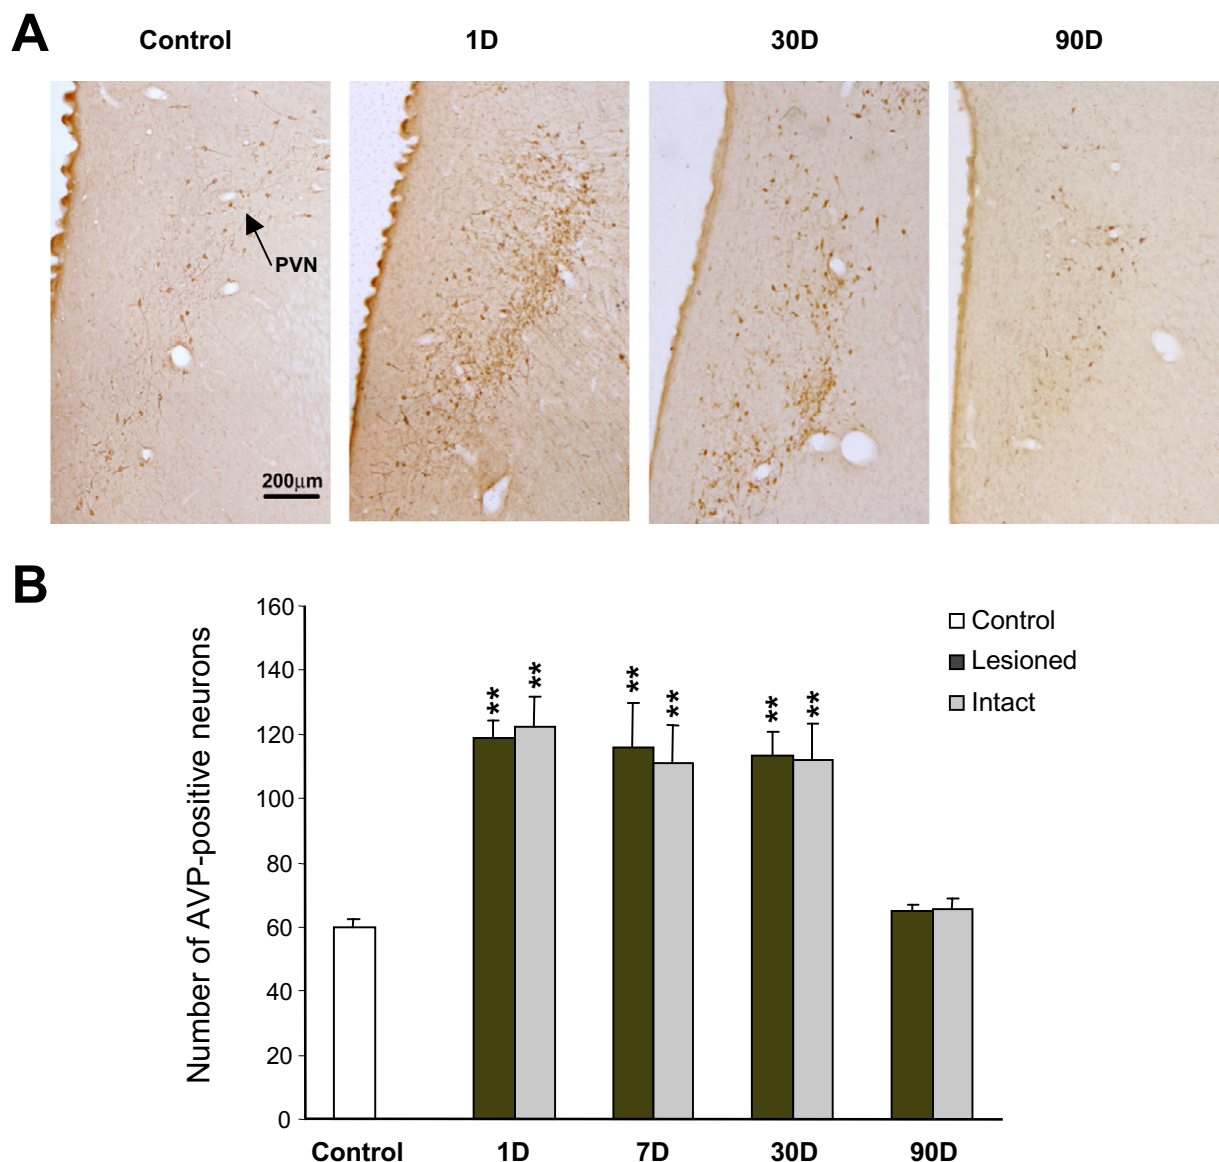 A
Control 1D 30D 90D
PVN
200μm
B
Number of AVP-positive neurons
160
140
120
100
80
60
40
20
0
** ** ** ** ** **
Control
Lesioned
Intact
Control 1D 7D 30D 90D